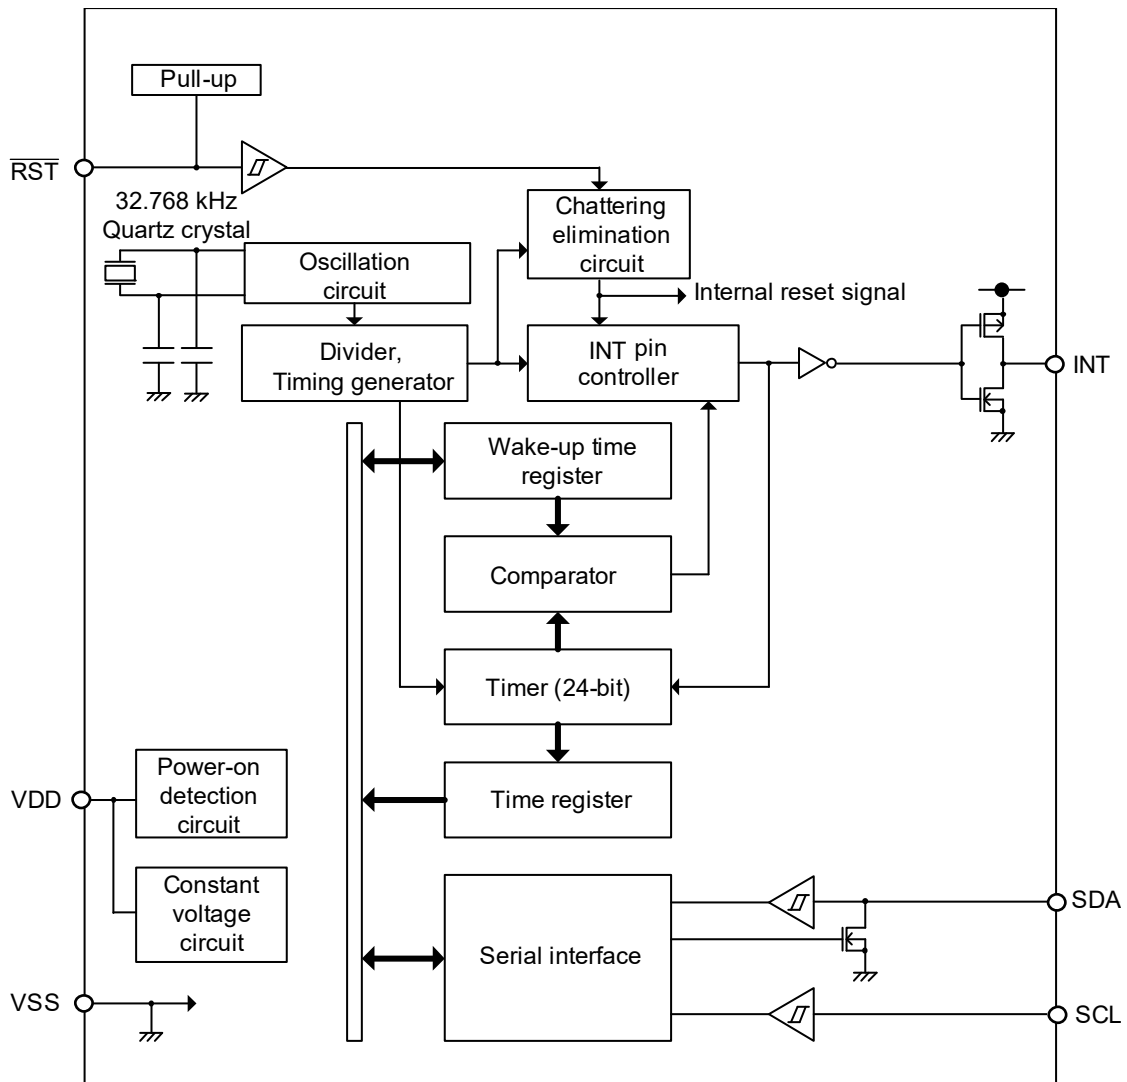 Pull-up
RST
32.768 kHz
Quartz crystal
Chattering
elimination
circuit
Oscillation
circuit
Internal reset signal
Divider,
Timing generator
INT pin
controller
INT
Wake-up time
register
Comparator
Timer (24-bit)
Power-on
detection
circuit
VDD
Time register
Constant
voltage
circuit
SDA
Serial interface
VSS
SCL